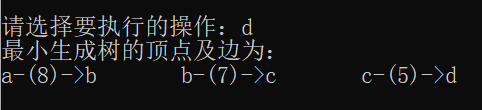 请选择要执行的操作：d
最小生成树的顶点及边为：
a-(8)->b b-(7)->c c-(5)->d